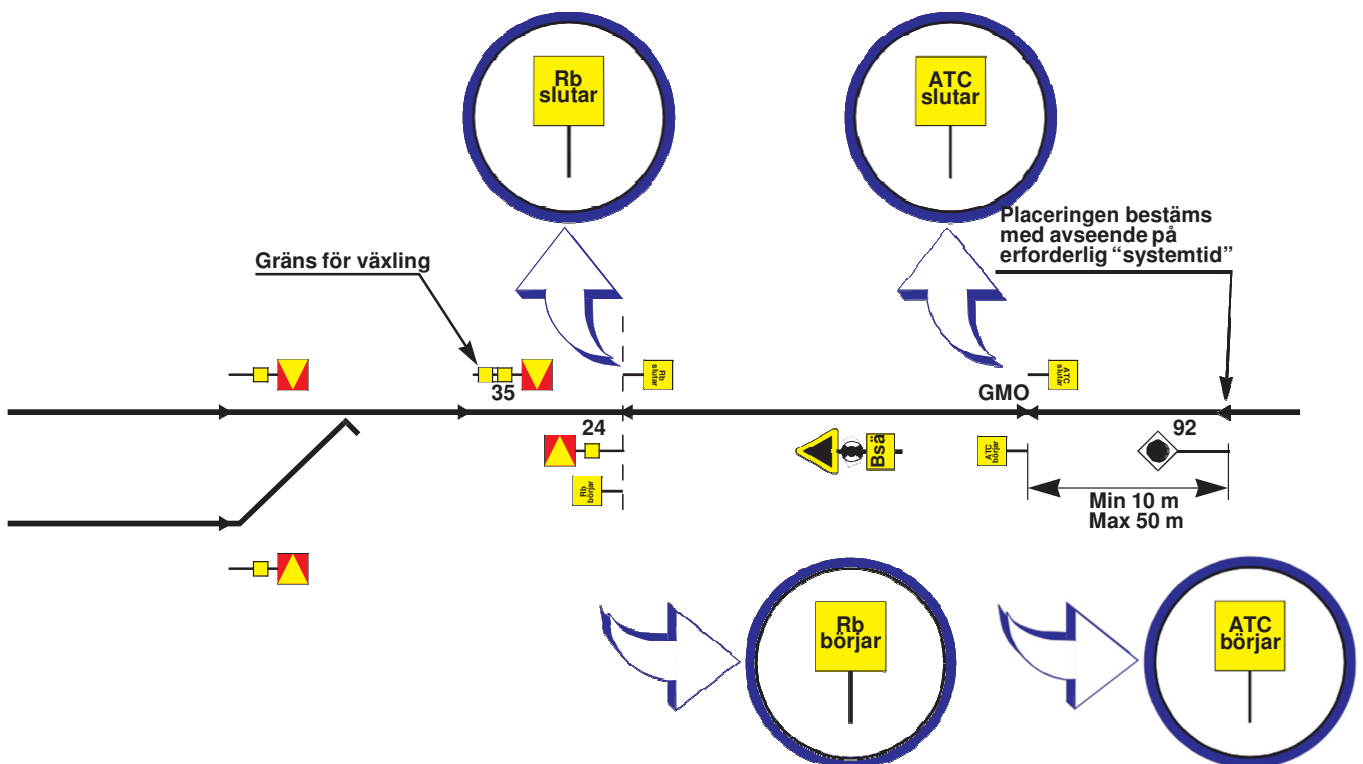 Rb
slutar
ATC
slutar
Placeringen bestäms
med avseende på
erforderlig “systemtid”
Gräns för växling
35
Rb
slutar
GMO
ATC
slutar
24
Bsä
ATC
börjar
92
Rb
börjar
Min 10 m
Max 50 m
Rb
börjar
ATC
börjar